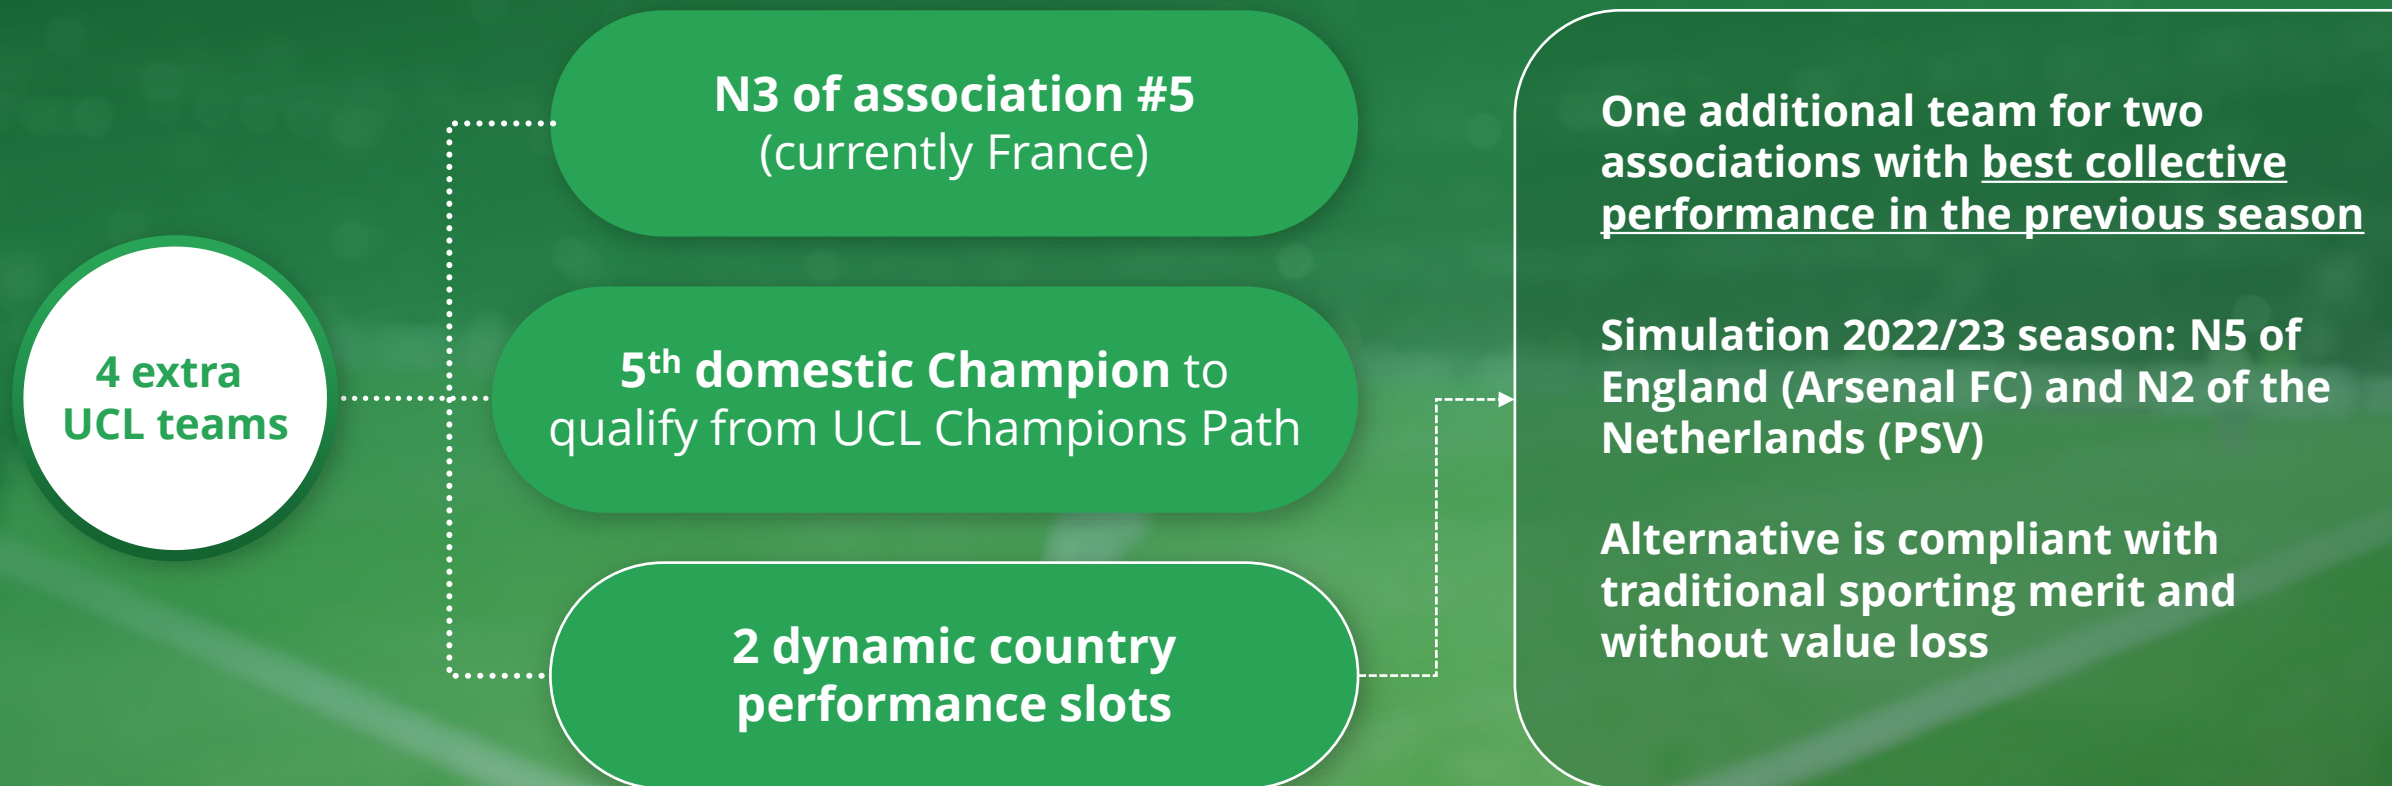 4 extra
UCL teams
N3 of association #5
(currently France)
5th domestic Champion to
qualify from UCL Champions Path
2 dynamic country
performance slots
One additional team for two
associations with best collective
performance in the previous season
Simulation 2022/23 season: N5 of
England (Arsenal FC) and N2 of the
Netherlands (PSV)
Alternative is compliant with
traditional sporting merit and
without value loss